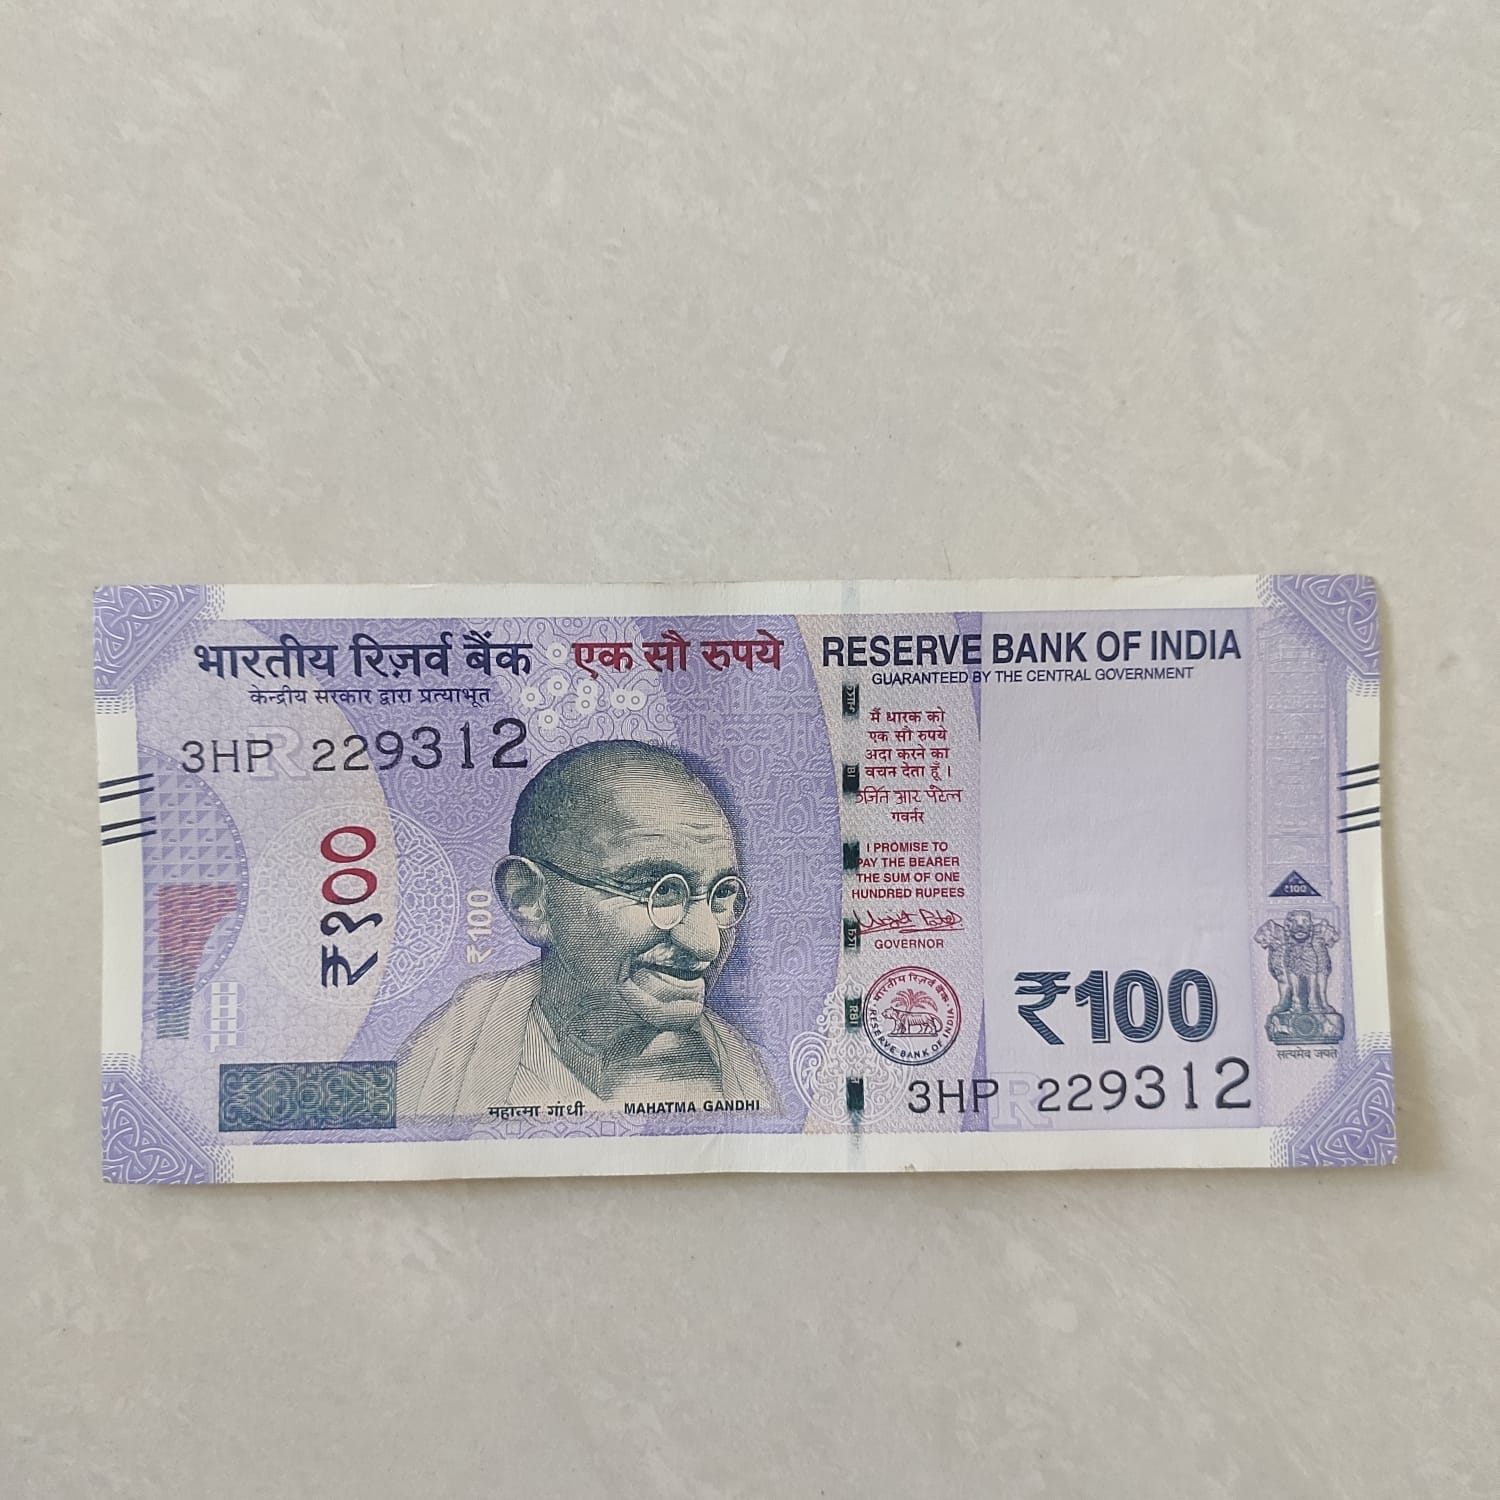 भारतीय रिज़र्व बैंक
केन्द्रीय सरकार द्वारा प्रत्याभूत
एक सौ रुपये
3HP 229312
₹१००
₹100
महात्मा गांधी
MAHATMA GANDHI
RESERVE BANK OF INDIA
GUARANTEED BY THE CENTRAL GOVERNMENT
मैं धारक को
एक सौ रुपये
अदा करने का
वचन देता हूँ।
उर्जित आर पटेल
गवर्नर
I PROMISE TO
PAY THE BEARER
THE SUM OF ONE
HUNDRED RUPEES
GOVERNOR
भारतीय रिज़र्व बैंक
RESERVE BANK OF INDIA
₹100
₹100
सत्यमेव जयते
3HP 229312